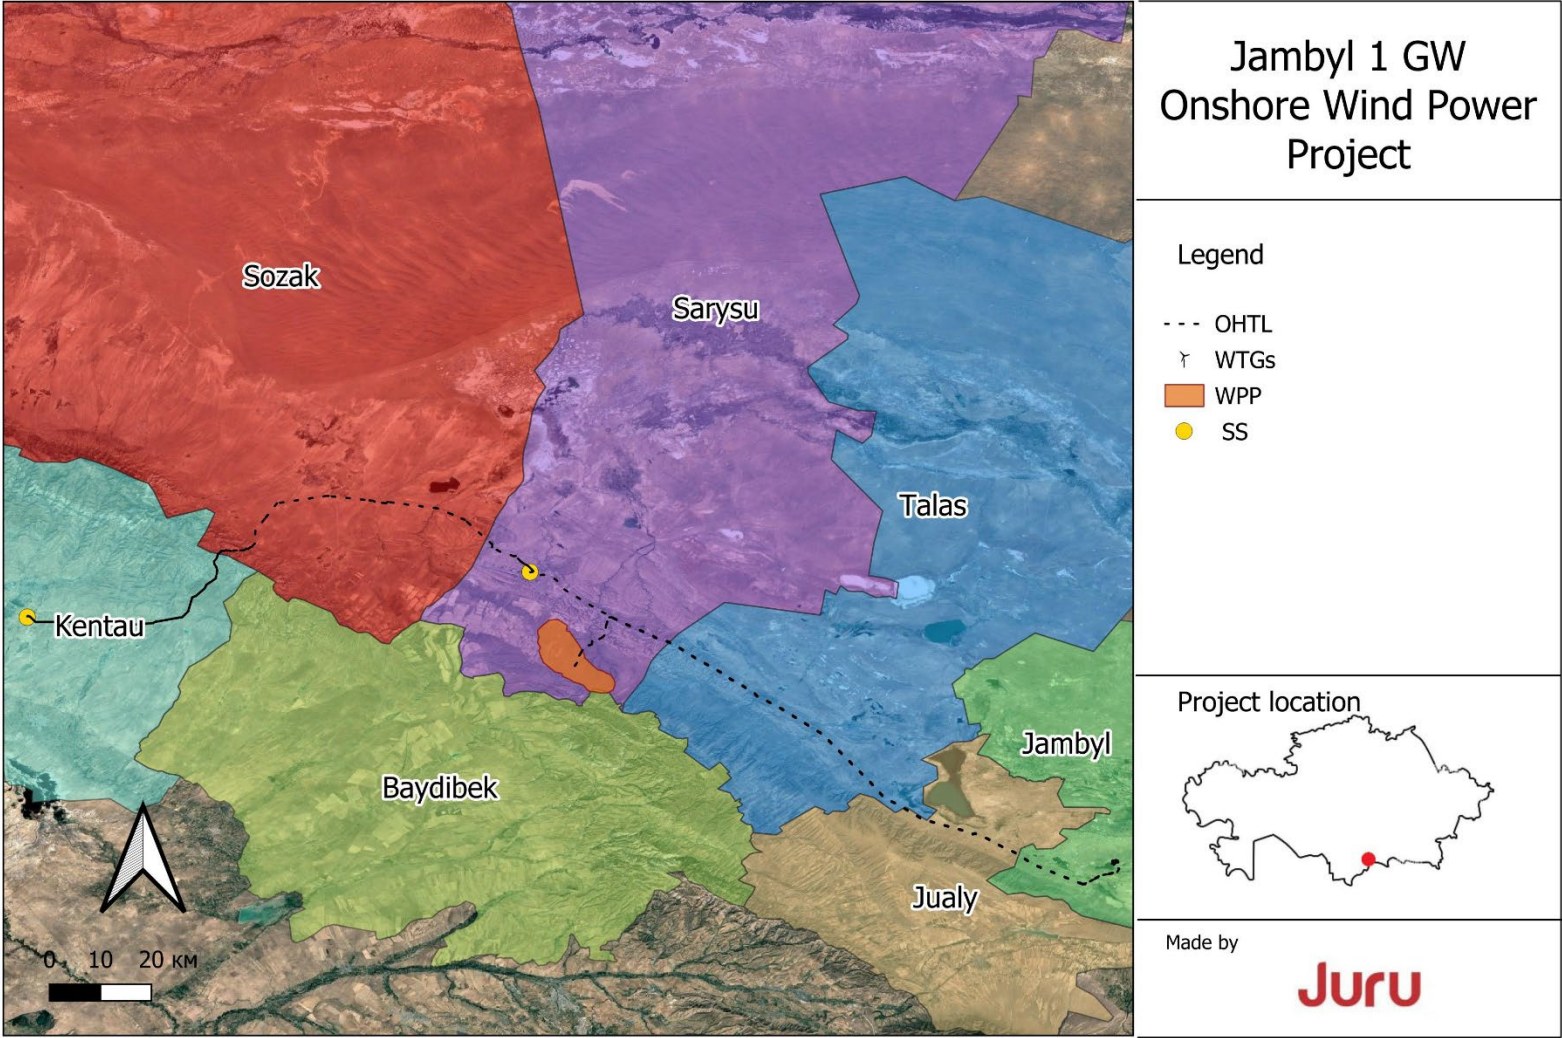 Jambyl 1 GW
Onshore Wind Power
Project
Legend
OHTL
WTGs
WPP
SS
Sozak
Sarysu
Talas
Kentau
Jambyl
Baydibek
Jualy
0 10 20 км
Project location
Made by
Juru